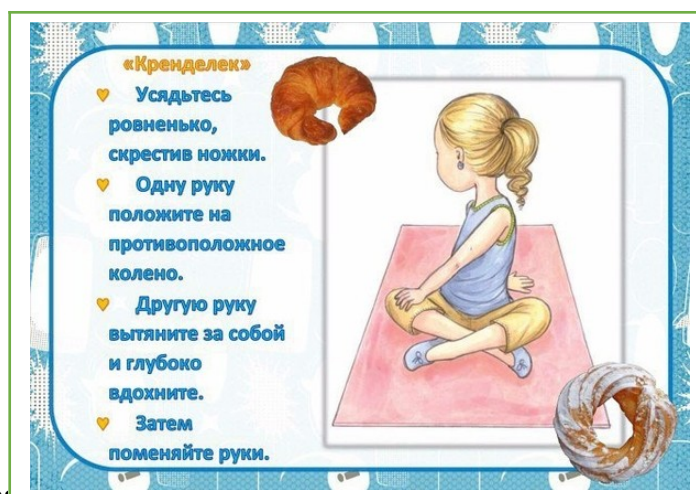 «Кренделек»
Усядьтесь
ровненько,
скрестив ножки.
Одну руку
положите на
противоположное
колено.
Другую руку
вытяните за собой
и глубоко
вдохните.
Затем
поменяйте руки.